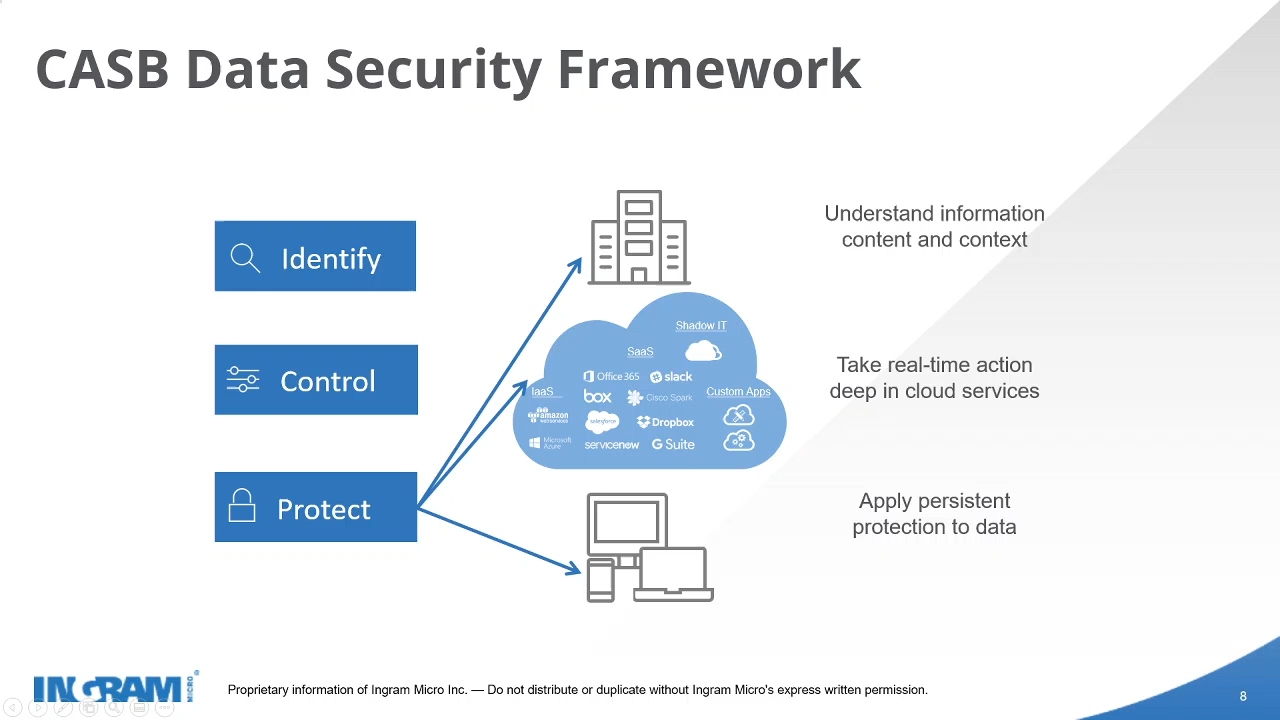 CASB Data Security Framework
Identify
Control
Protect
Understand information
content and context
Take real-time action
deep in cloud services
Apply persistent
protection to data
Shadow IT
SaaS
Office 365
slack
IaaS
box
Cisco Spark
Custom Apps
amazon
webservices
salesforce
Dropbox
Microsoft
Azure
servicenow
G Suite
INGRAM
MICRO
®
Proprietary information of Ingram Micro Inc. — Do not distribute or duplicate without Ingram Micro's express written permission.
8